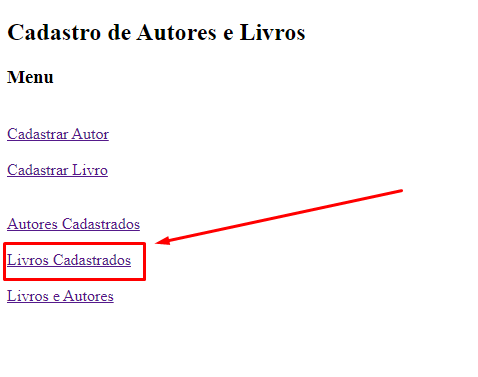 Cadastro de Autores e Livros
Menu
Cadastrar Autor
Cadastrar Livro
Autores Cadastrados
Livros Cadastrados
Livros e Autores